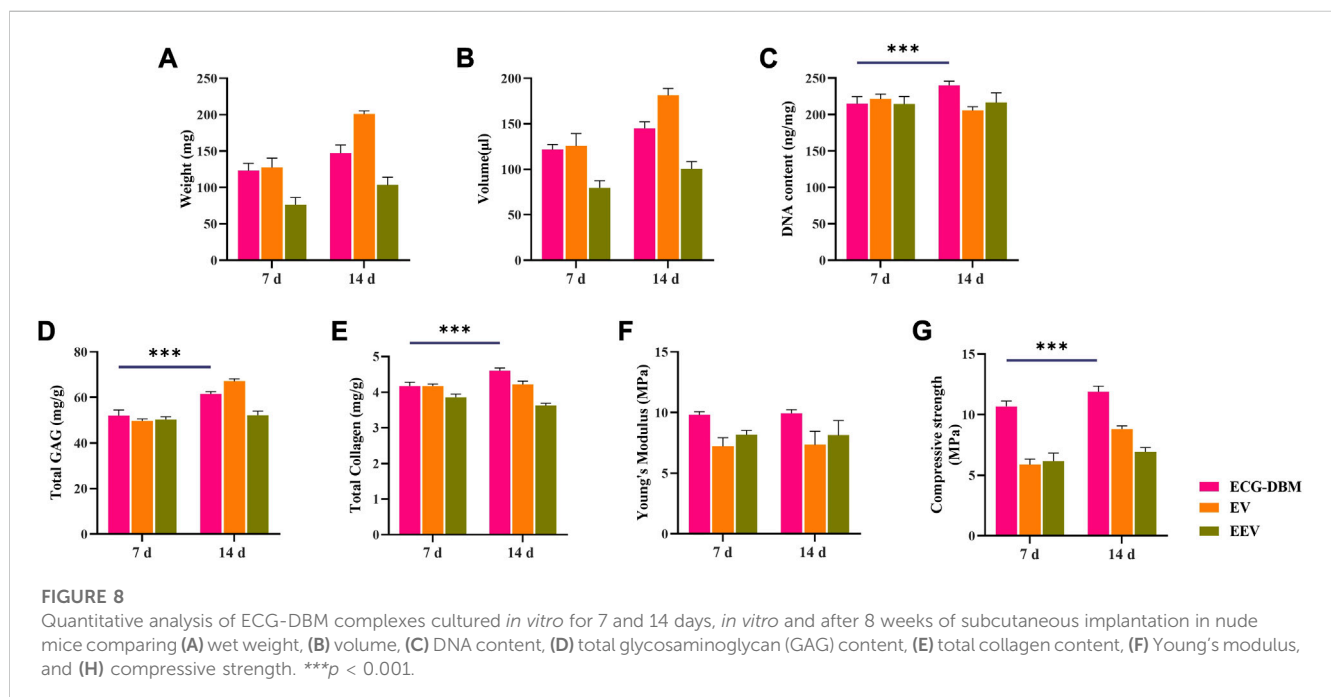 A
Weight (mg)
250
200
150
100
50
0
7 d
14 d
B
Volume(µl)
200
150
100
50
0
7 d
14 d
C
***
DNA content (ng/mg)
250
200
150
100
50
0
7 d
14 d
D
***
Total GAG (mg/g)
80
60
40
20
0
7 d
14 d
E
***
Total Collagen (mg/g)
5
4
3
2
1
0
7 d
14 d
F
Young's Modulus (MPa)
15
10
5
0
7 d
14 d
G
***
Compressive strength
(MPa)
15
10
5
0
7 d
14 d
ECG-DBM
EV
EEV
FIGURE 8
Quantitative analysis of ECG-DBM complexes cultured in vitro for 7 and 14 days, in vitro and after 8 weeks of subcutaneous implantation in nude
mice comparing (A) wet weight, (B) volume, (C) DNA content, (D) total glycosaminoglycan (GAG) content, (E) total collagen content, (F) Young's modulus,
and (H) compressive strength. ***p < 0.001.